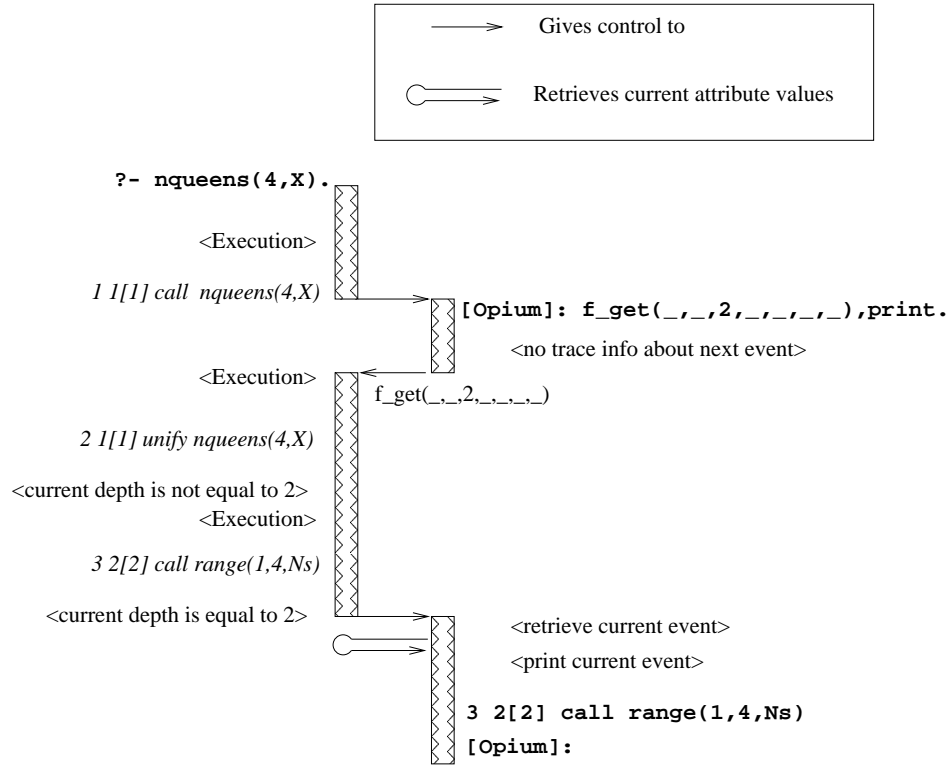 Gives control to
Retrieves current attribute values
?- nqueens(4,X).
<Execution>
1 1[1] call nqueens(4,X)
[Opium]: f_get(_,_,2,_,_,_,_,_),print.
<no trace info about next event>
<Execution>
f_get(_,_,2,_,_,_,_,_)
2 1[1] unify nqueens(4,X)
<current depth is not equal to 2>
<Execution>
3 2[2] call range(1,4,Ns)
<current depth is equal to 2>
<retrieve current event>
<print current event>
3 2[2] call range(1,4,Ns)
[Opium]: